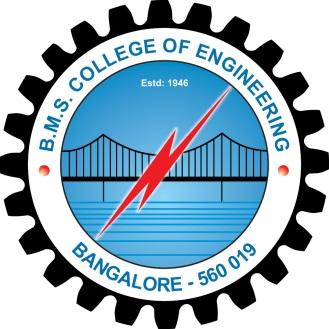 B.M.S. COLLEGE OF ENGINEERING
Estd: 1946
BANGALORE - 560 019